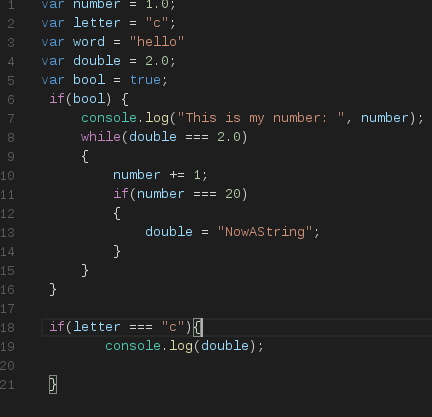 1 var number = 1.0;
2 var letter = "c";
3 var word = "hello"
4 var double = 2.0;
5 var bool = true;
6 if(bool) {
7 console.log("This is my number: ", number);
8 while(double === 2.0)
9 {
10 number += 1;
11 if(number === 20)
12 {
13 double = "NowAString";
14 }
15 }
16 }
17
18 if(letter === "c"){
19 console.log(double);
20
21 }